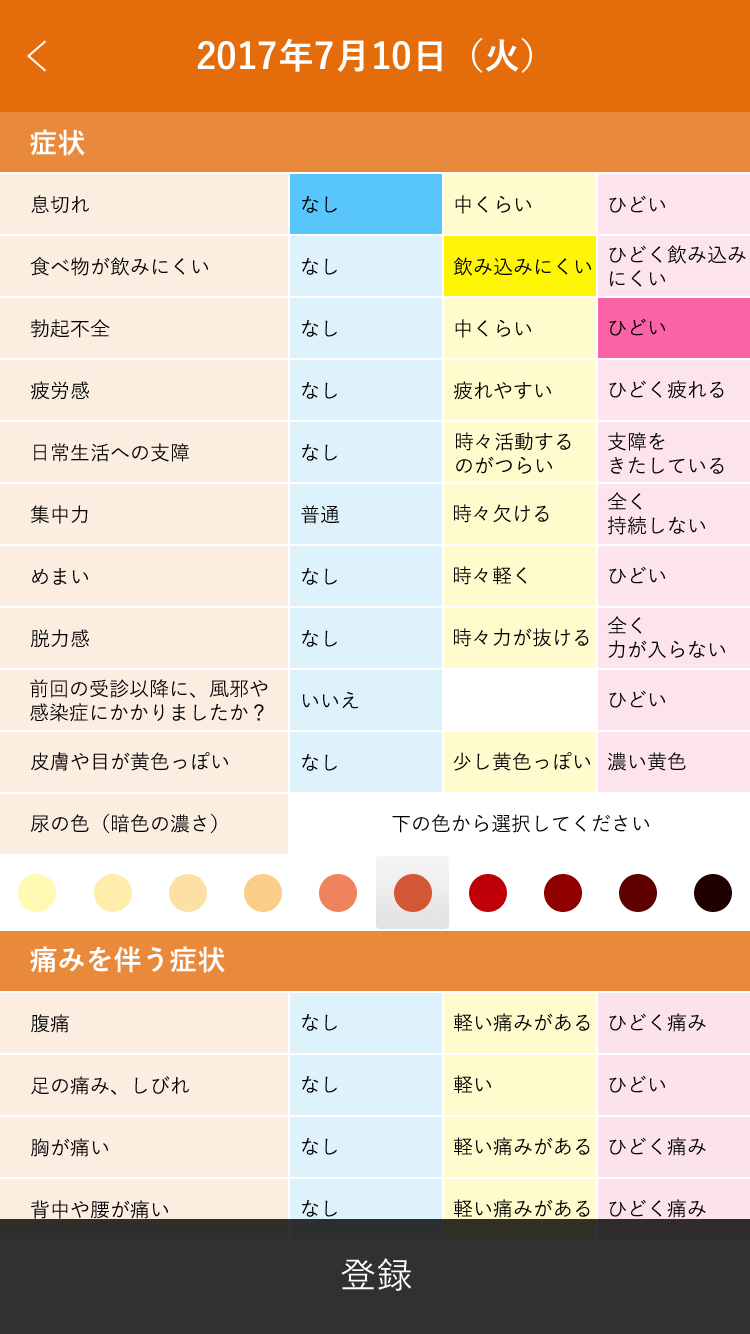 2017年7月10日（火）
症状
息切れ
なし
中くらい
ひどい
食べ物が飲みにくい
なし
飲み込みにくい
ひどく飲み込み
にくい
勃起不全
なし
中くらい
ひどい
疲労感
なし
疲れやすい
ひどく疲れる
日常生活への支障
なし
時々活動する
のがつらい
支障を
きたしている
集中力
普通
時々欠ける
全く
持続しない
めまい
なし
時々軽く
ひどい
脱力感
なし
時々力が抜ける
全く
力が入らない
前回の受診以降に、風邪や
感染症にかかりましたか？
いいえ
ひどい
皮膚や目が黄色っぽい
なし
少し黄色っぽい
濃い黄色
尿の色（暗色の濃さ）
下の色から選択してください
痛みを伴う症状
腹痛
なし
軽い痛みがある
ひどく痛み
足の痛み、しびれ
なし
軽い
ひどい
胸が痛い
なし
軽い痛みがある
ひどく痛み
背中や腰が痛い
なし
軽い痛みがある
ひどく痛み
登録